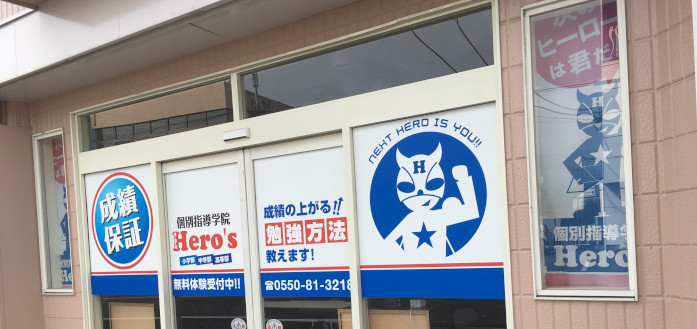 成績
保証
個別指導学院
Hero's
小学部 中学部 高等部
無料体験受付中!!
成績の上がる!!
勉強方法
教えます!
☎0550-81-3218
NEXT HERO IS YOU!!
H
ヒーロー
は君だ
H
個別指導学
Hero's
Hero's